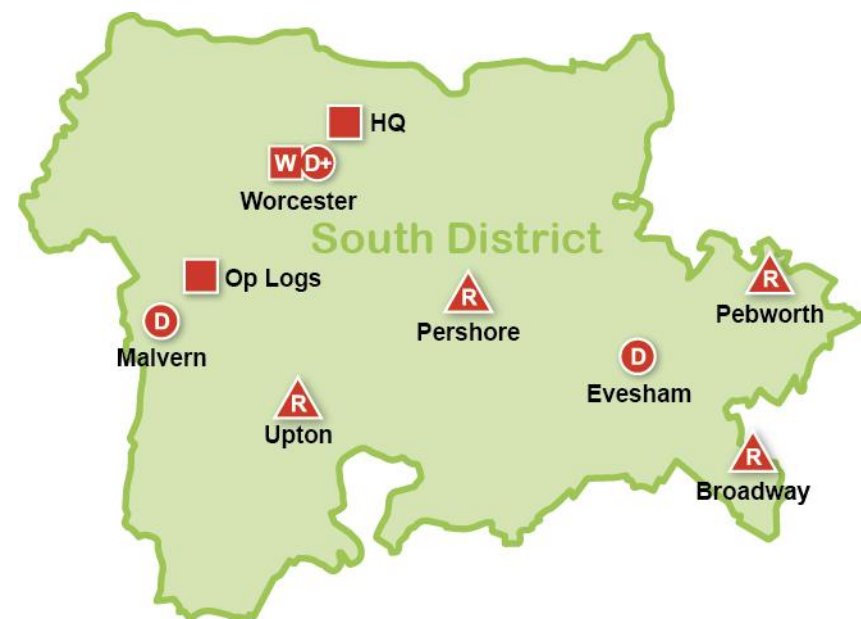 HQ
W D+
Worcester
South District
Op Logs
R
Pebworth
R
Pershore
D
Malvern
D
Evesham
R
Upton
R
Broadway